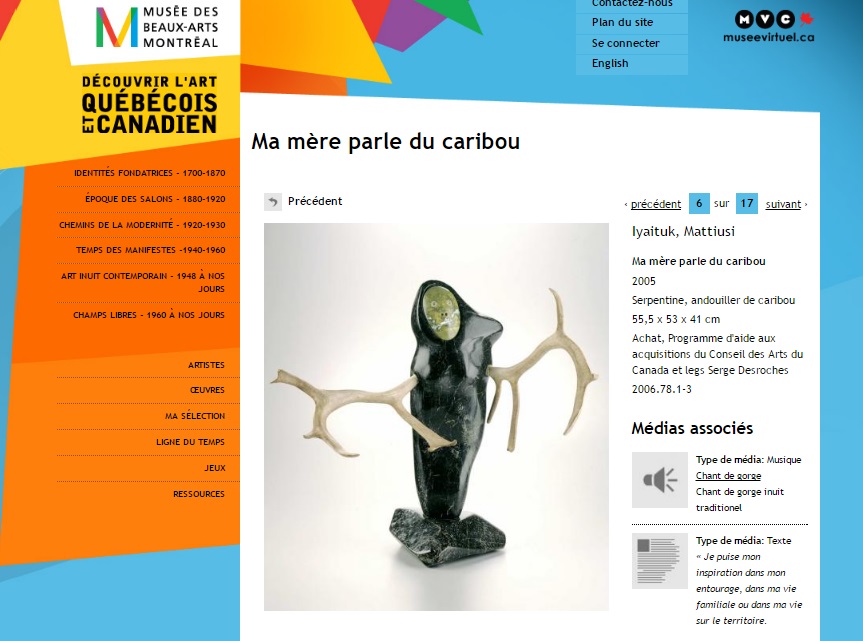 MUSÉE DES
BEAUX-ARTS
MONTRÉAL
DÉCOUVRIR L'ART
QUÉBÉCOIS
ET CANADIEN
IDENTITÉS FONDATRICES - 1700-1870
ÉPOQUE DES SALONS - 1880-1920
CHEMINS DE LA MODERNITÉ - 1920-1930
TEMPS DES MANIFESTES -1940-1960
ART INUIT CONTEMPORAIN - 1948 À NOS
JOURS
CHAMPS LIBRES - 1960 À NOS JOURS
ARTISTES
ŒUVRES
MA SÉLECTION
LIGNE DU TEMPS
JEUX
RESSOURCES
Contactez-nous
Plan du site
Se connecter
English
MVC
museevirtuel.ca
Ma mère parle du caribou
Précédent
‹ précédent 6 sur 17 suivant ›
Iyaituk, Mattiusi
Ma mère parle du caribou
2005
Serpentine, andouiller de caribou
55,5 x 53 x 41 cm
Achat, Programme d'aide aux
acquisitions du Conseil des Arts du
Canada et legs Serge Desroches
2006.78.1-3
Médias associés
Type de média: Musique
Chant de gorge
Chant de gorge inuit
traditionel
Type de média: Texte
« Je puise mon
inspiration dans mon
entourage, dans ma vie
familiale ou dans ma vie
sur le territoire.